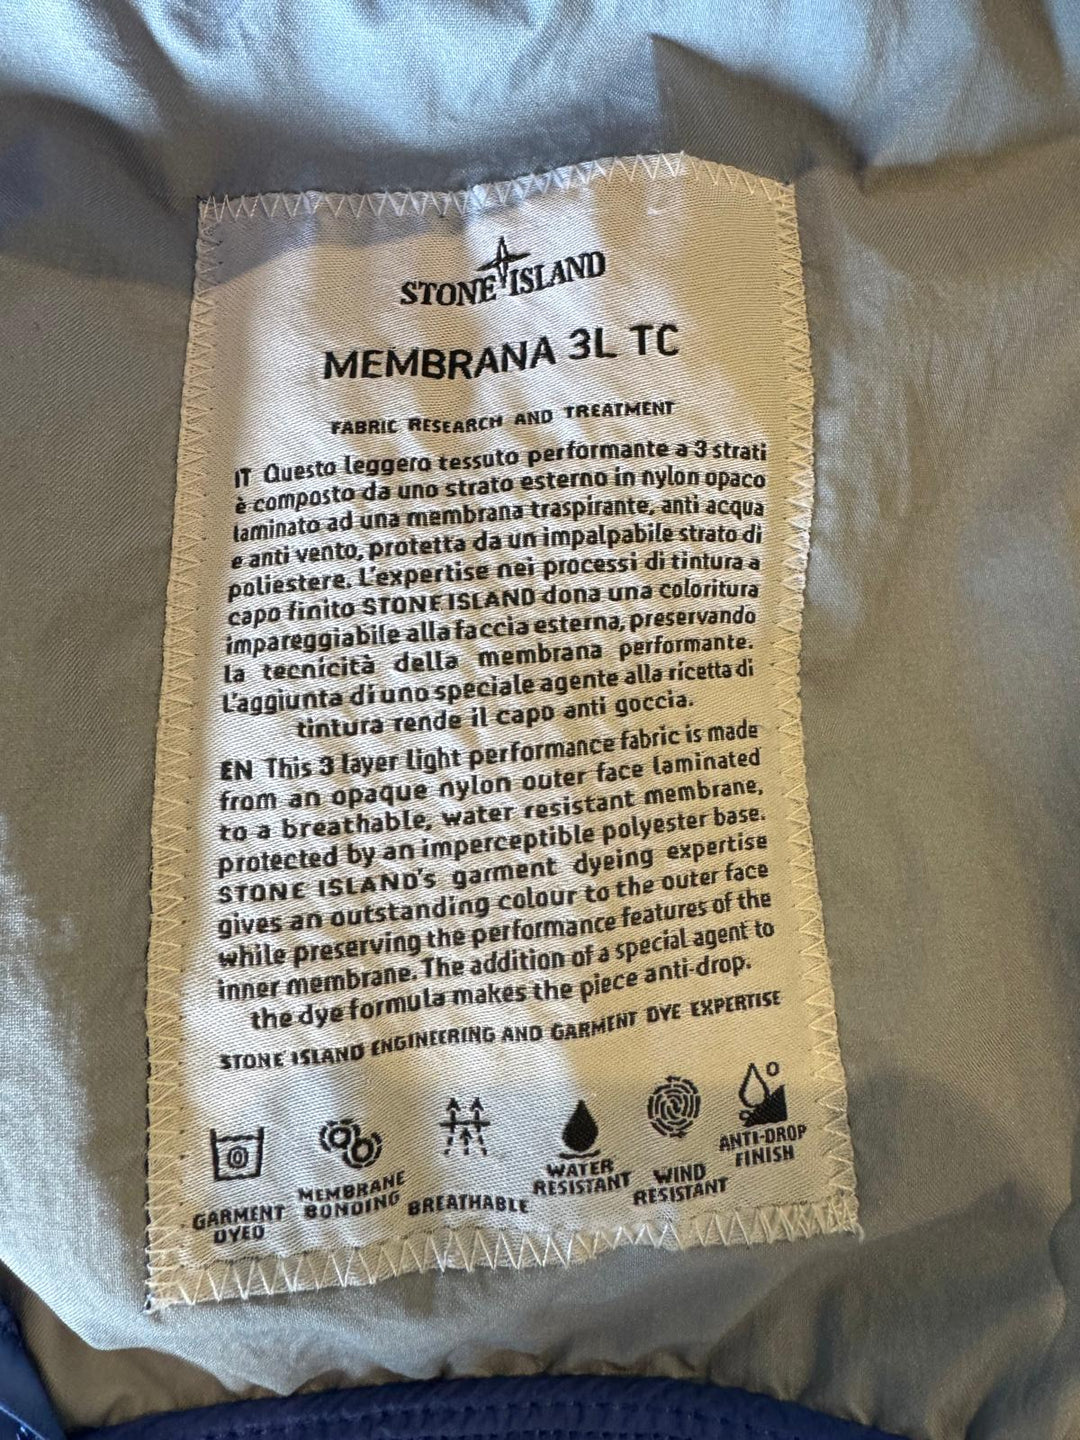 STONE ISLAND
MEMBRANA 3L TC
FABRIC RESEARCH AND TREATMENT
IT Questo leggero tessuto performante a 3 strati
è composto da uno strato esterno in nylon opaco
laminato ad una membrana traspirante, anti acqua
e anti vento, protetta da un impalpabile strato di
poliestere. L'expertise nei processi di tintura a
capo finito STONE ISLAND dona una coloritura
impareggiabile alla faccia esterna, preservando
la tecnicità della membrana performante.
L'aggiunta di uno speciale agente alla ricetta di
tintura rende il capo anti goccia.
EN This 3 layer light performance fabric is made
from an opaque nylon outer face laminated
to a breathable, water resistant membrane,
protected by an imperceptible polyester base.
STONE ISLAND's garment dyeing expertise
gives an outstanding colour to the outer face
while preserving the performance features of the
inner membrane. The addition of a special agent to
the dye formula makes the piece anti-drop.
STONE ISLAND ENGINEERING AND GARMENT DYE EXPERTISE
GARMENT
DYED
MEMBRANE
BONDING
BREATHABLE
WATER
RESISTANT
WIND
RESISTANT
ANTI-DROP
FINISH